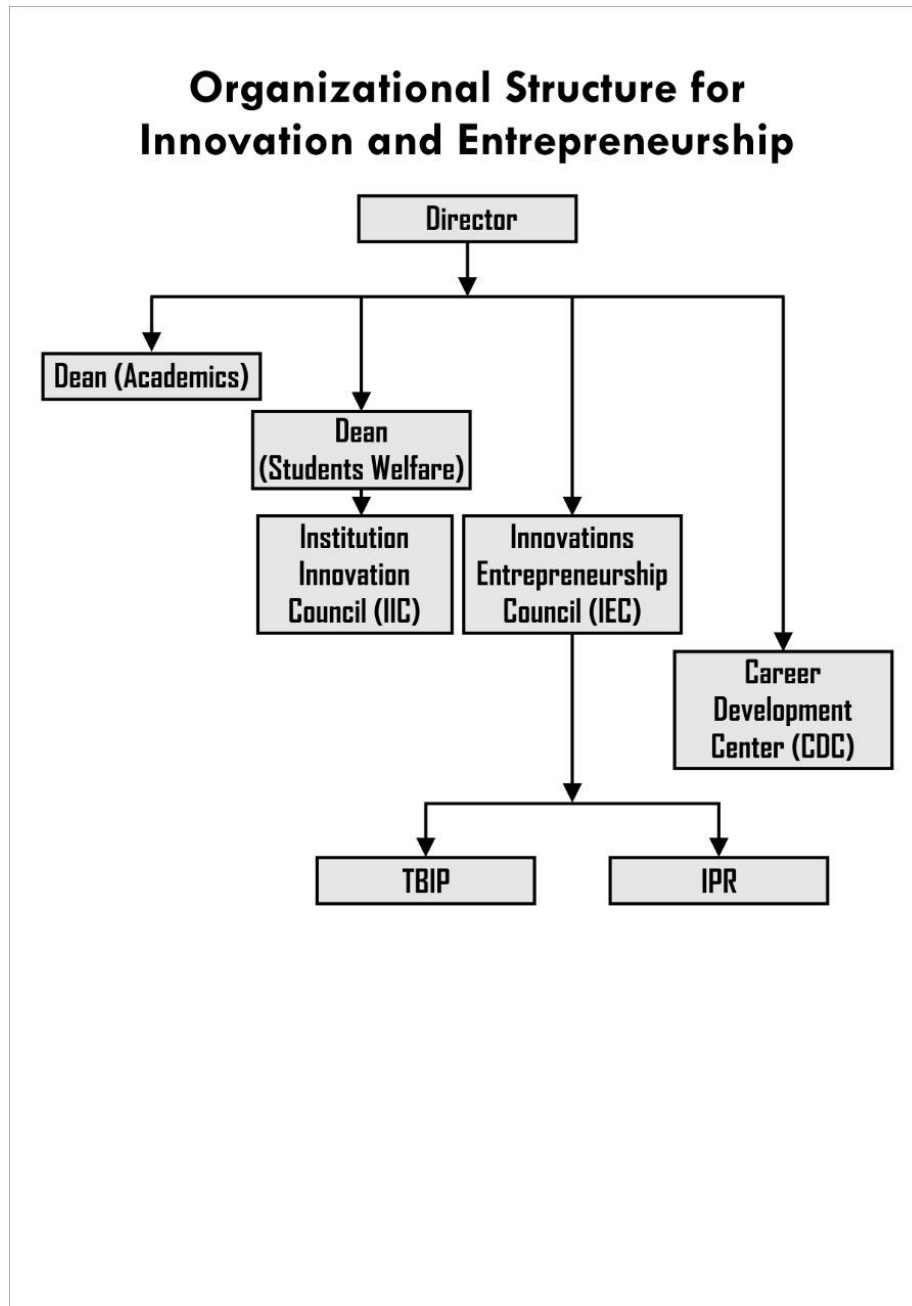 Organizational Structure for
Innovation and Entrepreneurship
Director
Dean (Academics)
Dean
(Students Welfare)
Institution
Innovation
Council (IIC)
Innovations
Entrepreneurship
Council (IEC)
Career
Development
Center (CDC)
TBIP
IPR